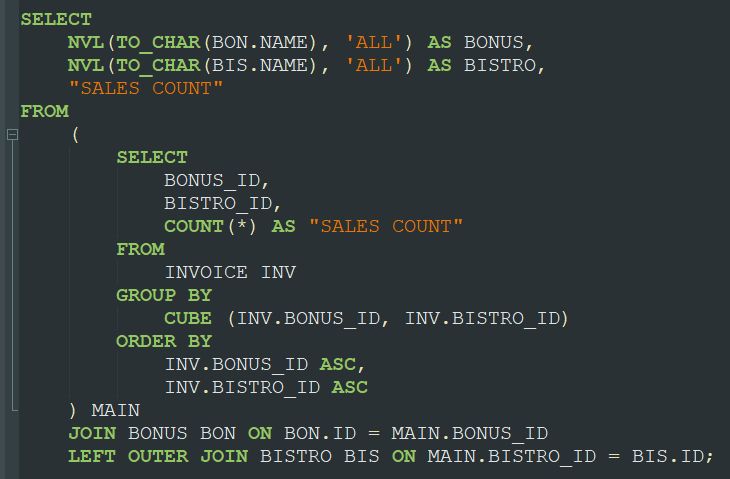 SELECT
NVL(TO_CHAR(BON.NAME), 'ALL') AS BONUS,
NVL(TO_CHAR(BIS.NAME), 'ALL') AS BISTRO,
"SALES COUNT"
FROM
(
SELECT
BONUS_ID,
BISTRO_ID,
COUNT(*) AS "SALES COUNT"
FROM
INVOICE INV
GROUP BY
CUBE (INV.BONUS_ID, INV.BISTRO_ID)
ORDER BY
INV.BONUS_ID ASC,
INV.BISTRO_ID ASC
) MAIN
JOIN BONUS BON ON BON.ID = MAIN.BONUS_ID
LEFT OUTER JOIN BISTRO BIS ON MAIN.BISTRO_ID = BIS.ID;